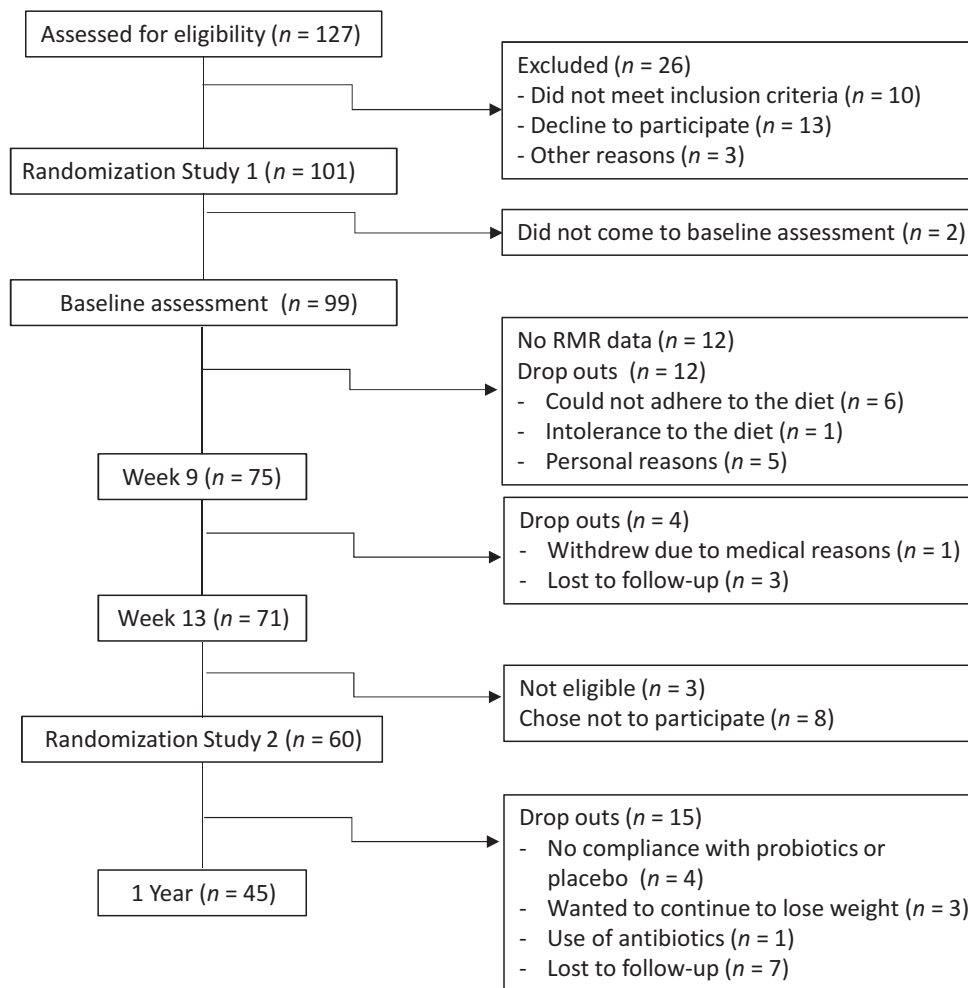 Assessed for eligibility (n = 127)
Excluded (n = 26)
- Did not meet inclusion criteria (n = 10)
- Decline to participate (n = 13)
- Other reasons (n = 3)
Randomization Study 1 (n = 101)
Did not come to baseline assessment (n = 2)
Baseline assessment (n = 99)
No RMR data (n = 12)
Drop outs (n = 12)
- Could not adhere to the diet (n = 6)
- Intolerance to the diet (n = 1)
- Personal reasons (n = 5)
Week 9 (n = 75)
Drop outs (n = 4)
- Withdrew due to medical reasons (n = 1)
- Lost to follow-up (n = 3)
Week 13 (n = 71)
Not eligible (n = 3)
Chose not to participate (n = 8)
Randomization Study 2 (n = 60)
Drop outs (n = 15)
- No compliance with probiotics or
placebo (n = 4)
- Wanted to continue to lose weight (n = 3)
- Use of antibiotics (n = 1)
- Lost to follow-up (n = 7)
1 Year (n = 45)